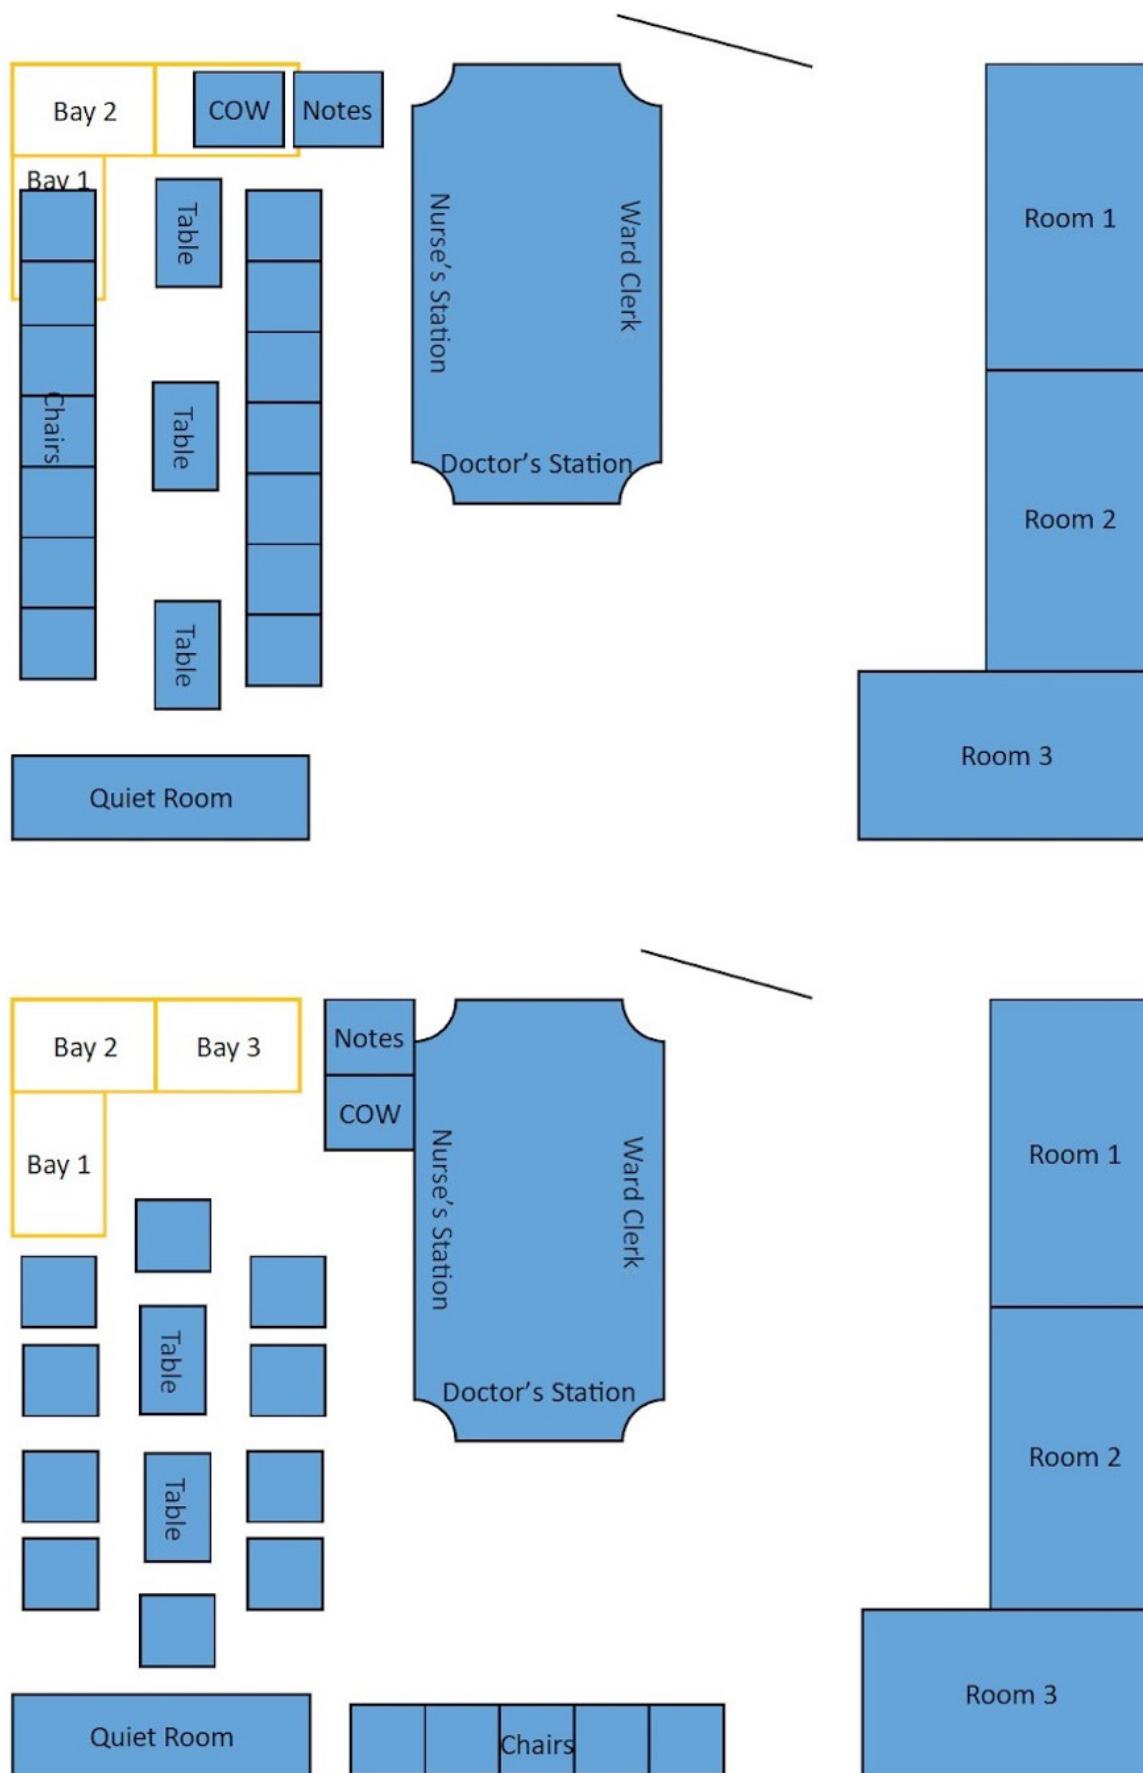 Bay 2
COW
Notes
Bay 1
Table
Nurse's Station
Ward Clerk
Room 1
Chairs
Table
Doctor's Station
Room 2
Table
Room 3
Quiet Room
Bay 2
Bay 3
Notes
COW
Bay 1
Nurse's Station
Ward Clerk
Room 1
Table
Doctor's Station
Room 2
Table
Room 3
Quiet Room
Chairs